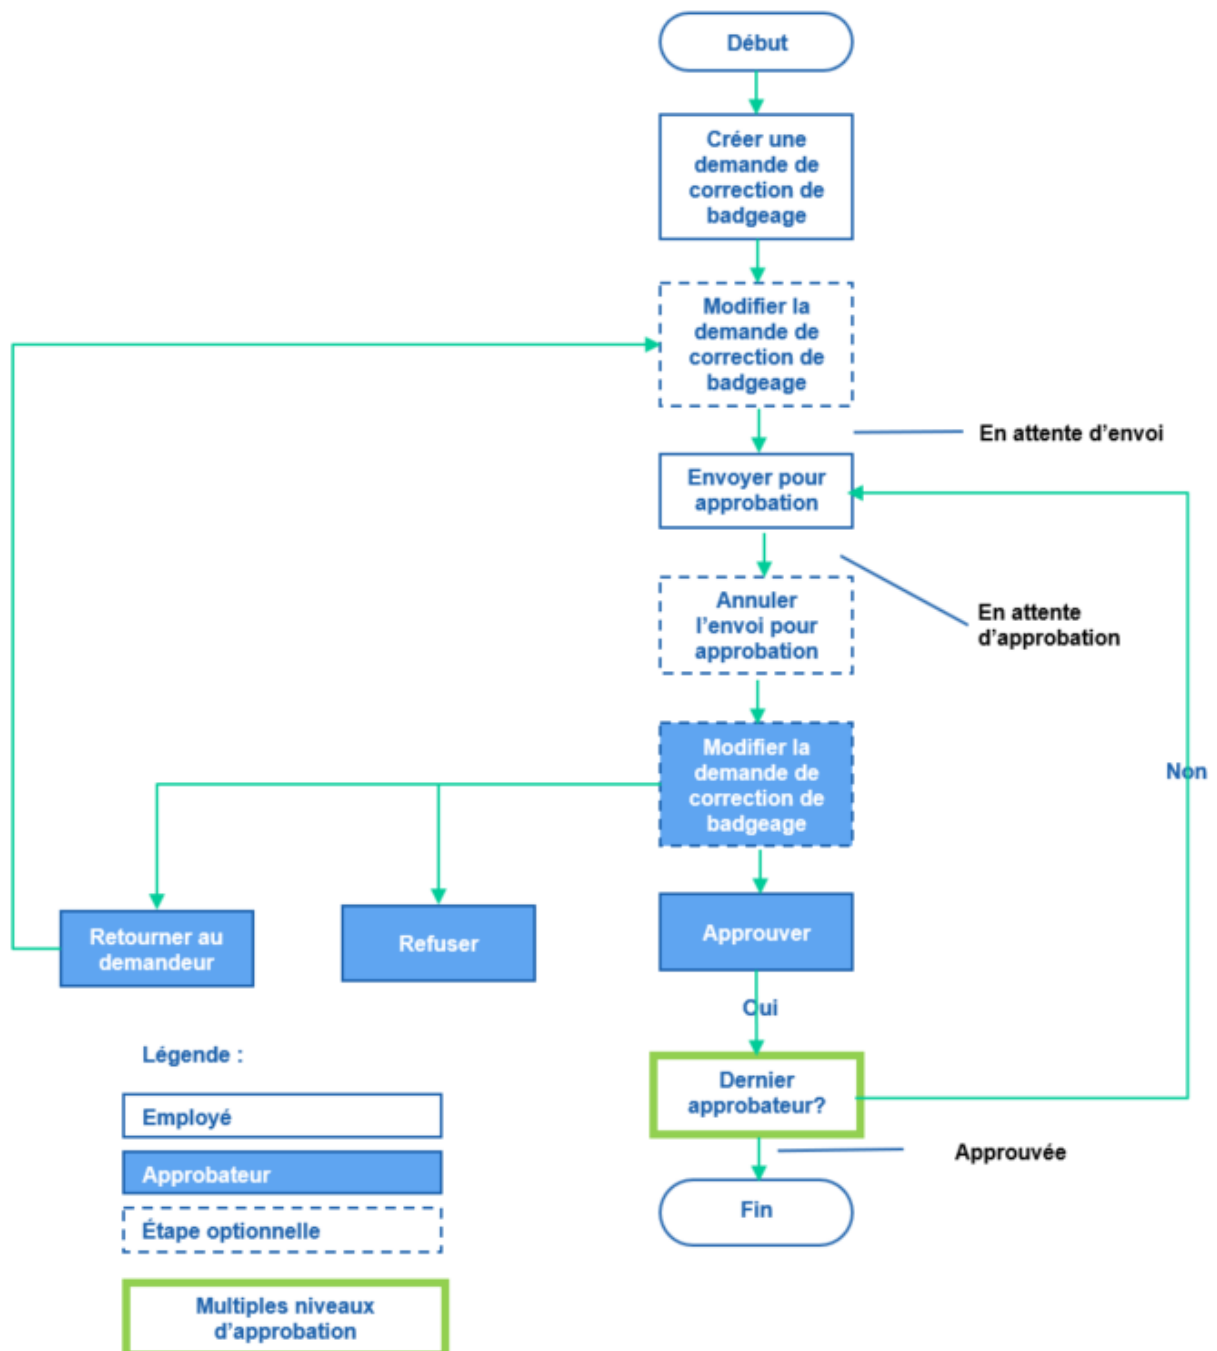 Début
Créer une
demande de
correction de
badgeage
Modifier la
demande de
correction de
badgeage
En attente d'envoi
Envoyer pour
approbation
Annuler
l'envoi pour
approbation
En attente
d'approbation
Modifier la
demande de
correction de
badgeage
Non
Retourner au
demandeur
Refuser
Approuver
Oui
Légende :
Employé
Approbateur
Étape optionnelle
Multiples niveaux
d'approbation
Dernier
approbateur?
Approuvée
Fin